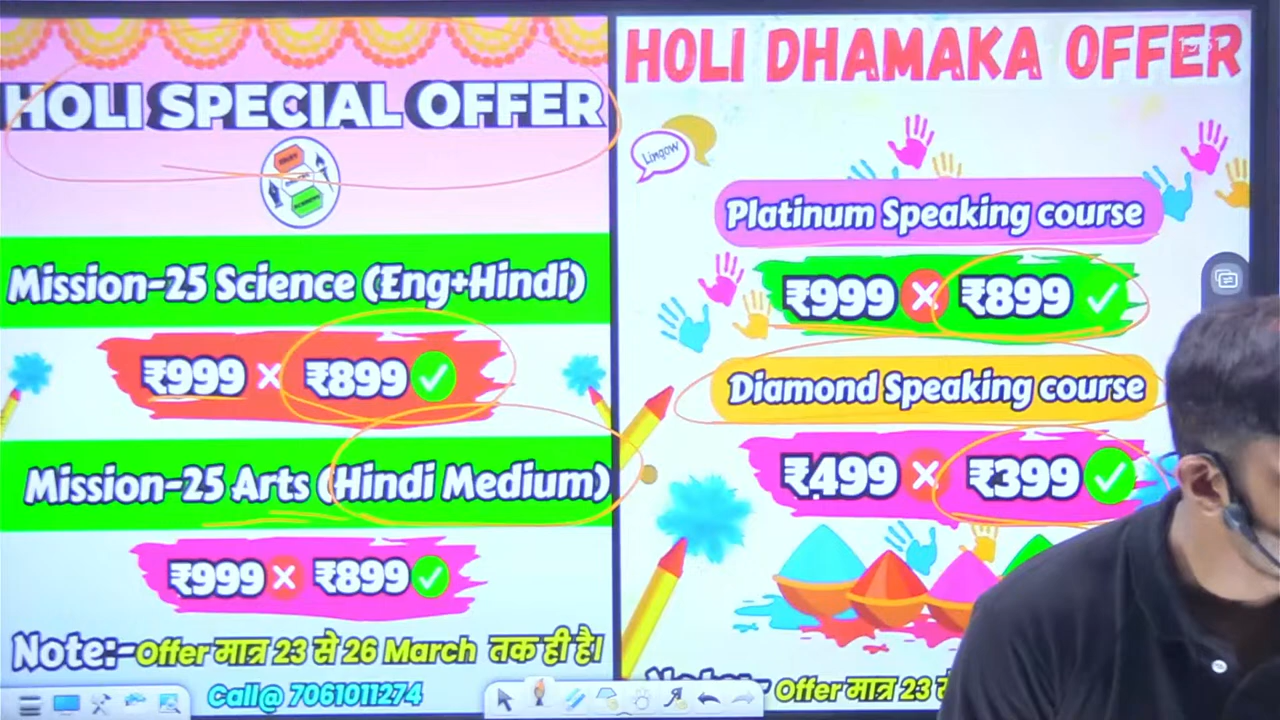 HOLI SPECIAL OFFER
Mission-25 Science (Eng+Hindi)
₹999 × ₹899
Mission-25 Arts (Hindi Medium)
₹999 × ₹899
Note:- Offer मात्र 23 से 26 March तक ही है।
Call@ 7061011274
HOLI DHAMAKA OFFER
Lingow
Platinum Speaking course
₹999 × ₹899
Diamond Speaking course
₹499 × ₹399
Offer मात्र 23 से